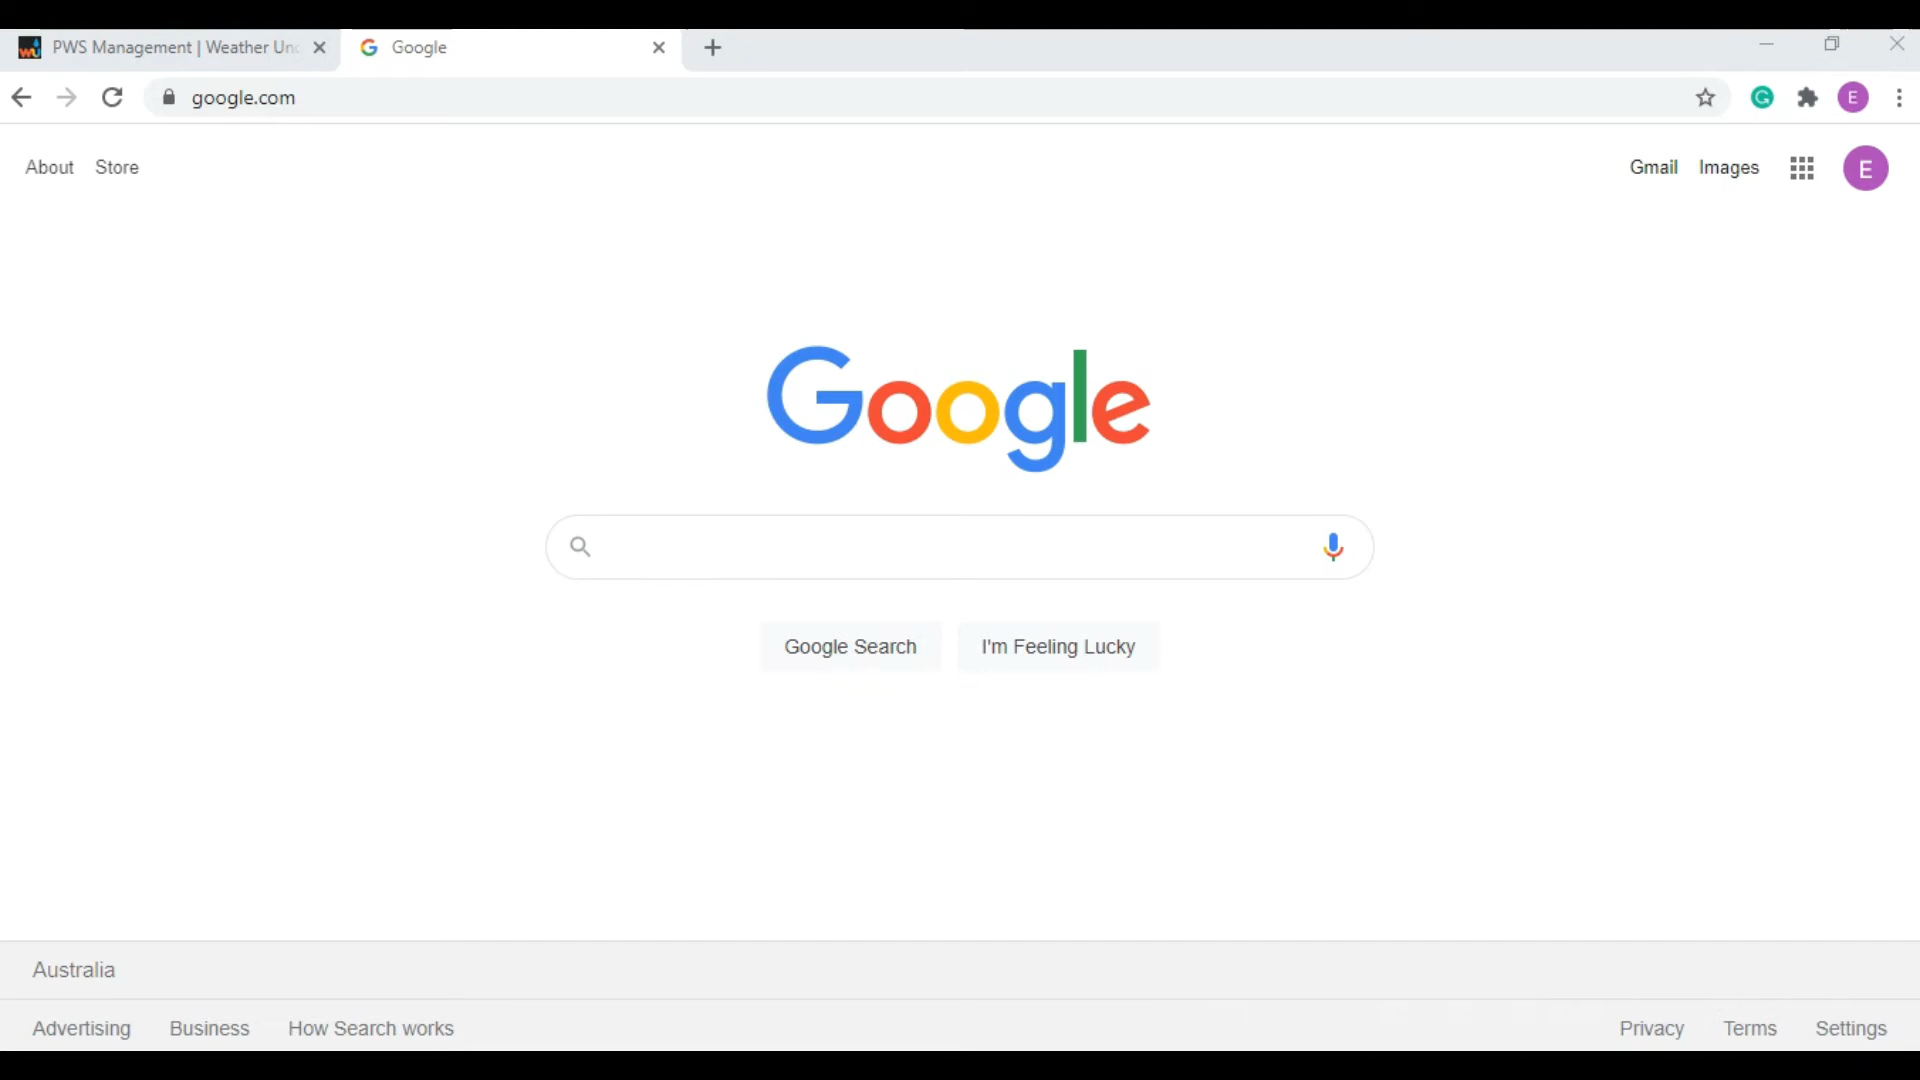 PWS Management | Weather Und
Google
google.com
E
About Store
Gmail Images
E
Google
Google Search I'm Feeling Lucky
Australia
Advertising Business How Search works
Privacy Terms Settings